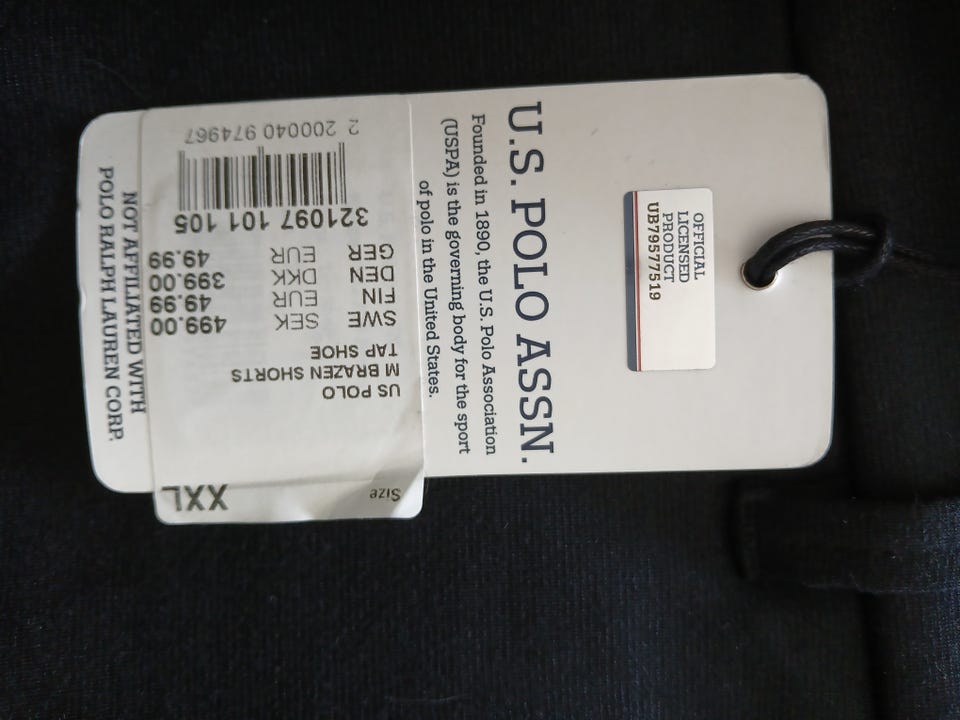 OFFICIAL
LICENSED
PRODUCT
UB79577519
U.S. POLO ASSN.
Founded in 1890, the U.S. Polo Association
(USPA) is the governing body for the sport
of polo in the United States.
Size XXL
US POLO
M BRAZEN SHORTS
TAP SHOE
SWE SEK 499.00
FIN EUR 49.99
DEN DKK 399.00
GER EUR 49.99
321097 101 105
2 200040 974967
NOT AFFILIATED WITH
POLO RALPH LAUREN CORP.